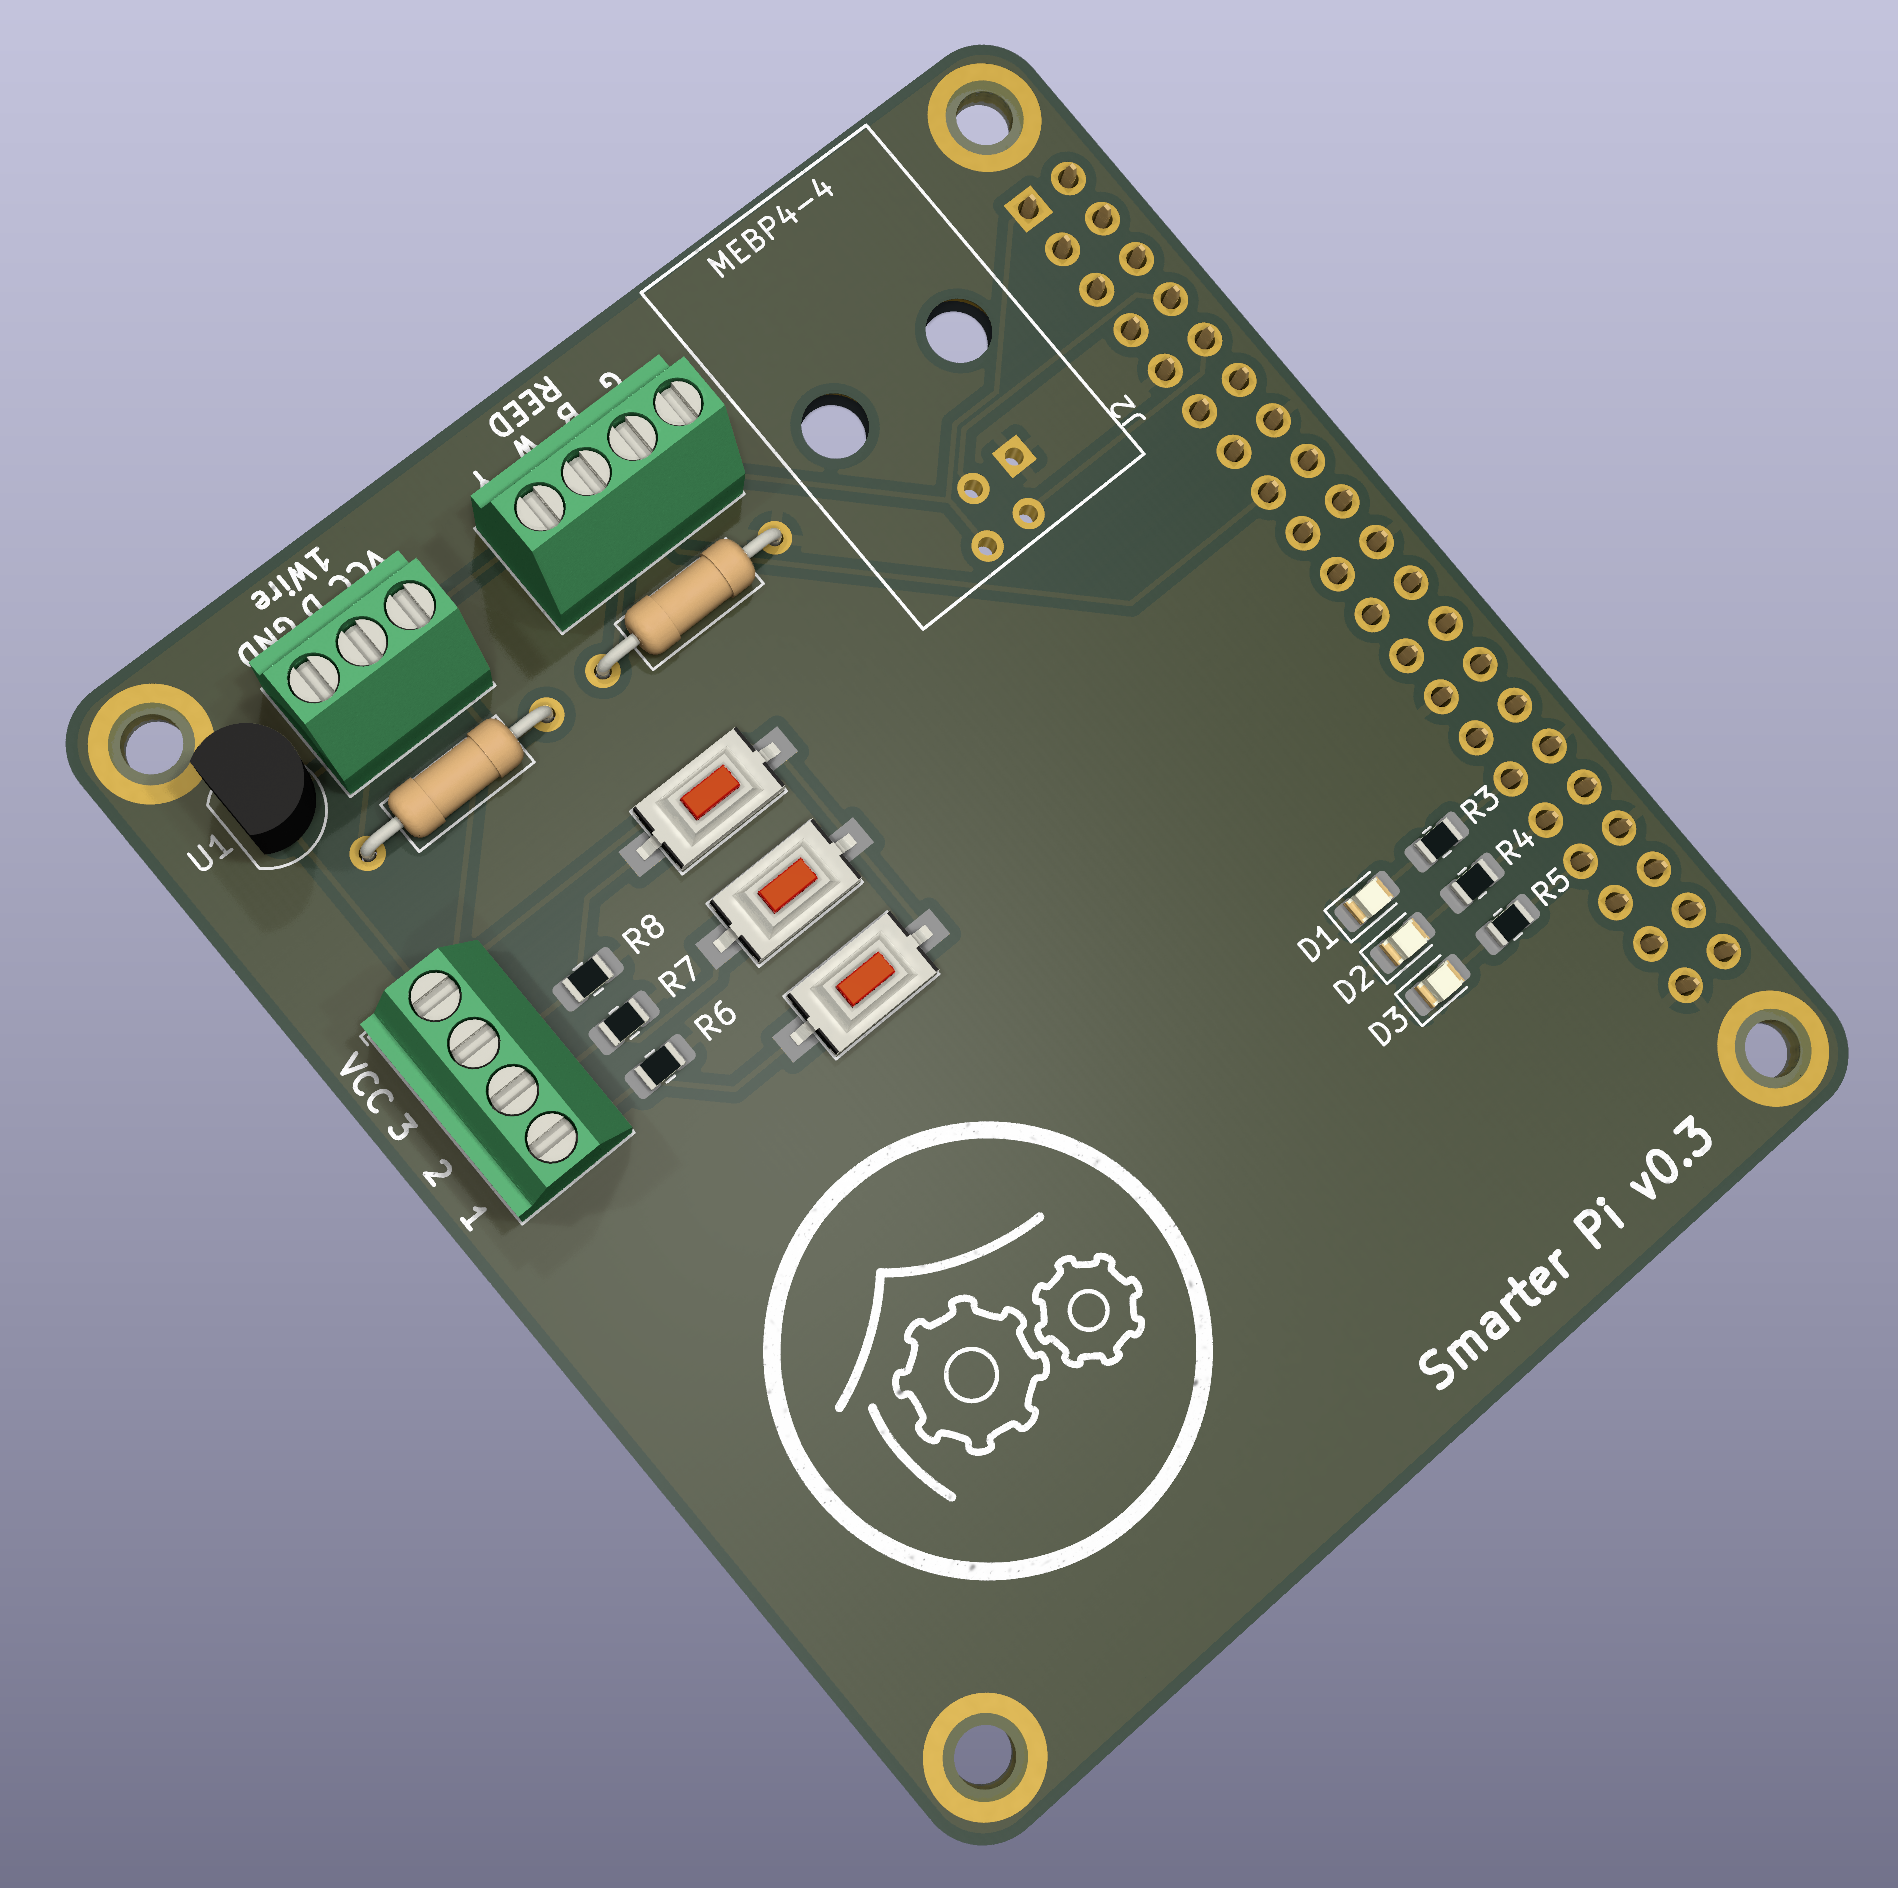 MEBP4-4
J2
G
REED
B
W
Y
VCC
1Wire
D
GND
U1
R3
R4
R5
D1
D2
D3
R8
R7
R6
VCC 3 2 1
Smarter Pi v0.3